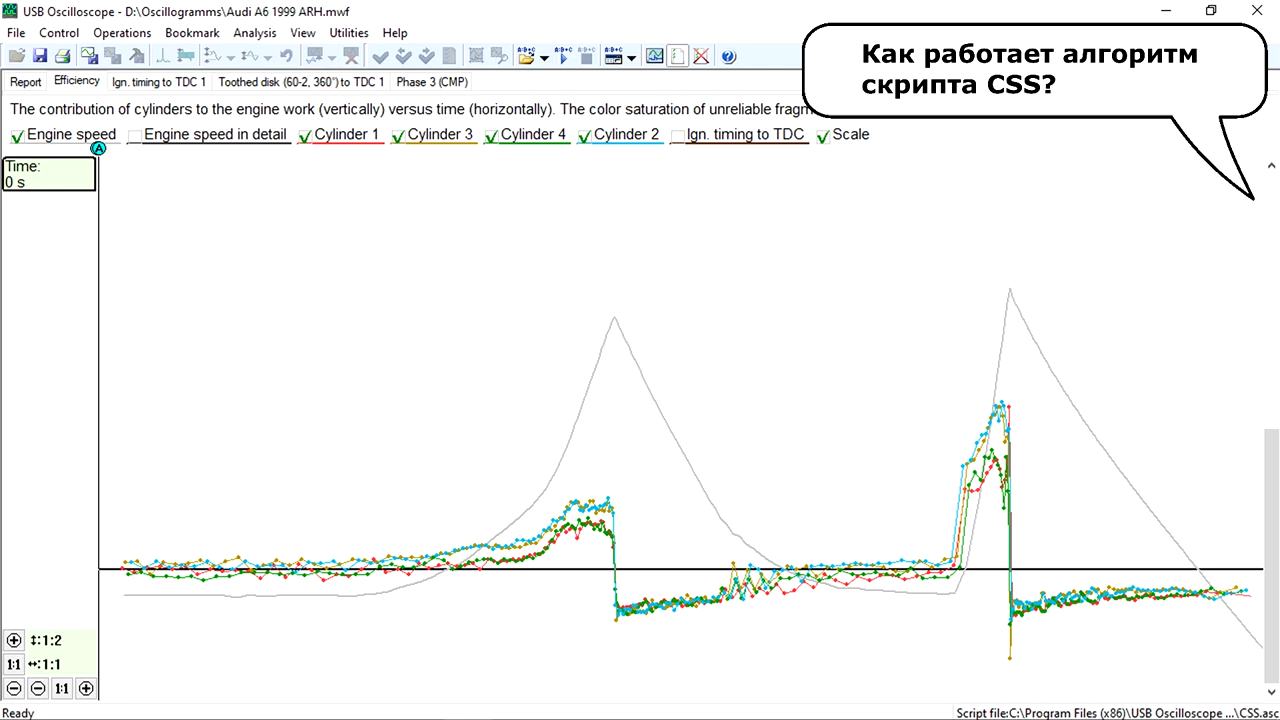 USB Oscilloscope - D:\Oscillogramms\Audi A6 1999 ARH.mwf
File Control Operations Bookmark Analysis View Utilities Help
Как работает алгоритм
скрипта CSS?
A:B+C A:B+C A:B+C A:B+C
Report Efficiency Ign. timing to TDC 1 Toothed disk (60-2, 360°) to TDC 1 Phase 3 (CMP)
The contribution of cylinders to the engine work (vertically) versus time (horizontally). The color saturation of unreliable fragm
Engine speed Engine speed in detail Cylinder 1 Cylinder 3 Cylinder 4 Cylinder 2 Ign. timing to TDC Scale
A
Time:
0 s
1:2
1:1 1:1
1:1
Ready Script file:C:\Program Files (x86)\USB Oscilloscope ...\CSS.asc